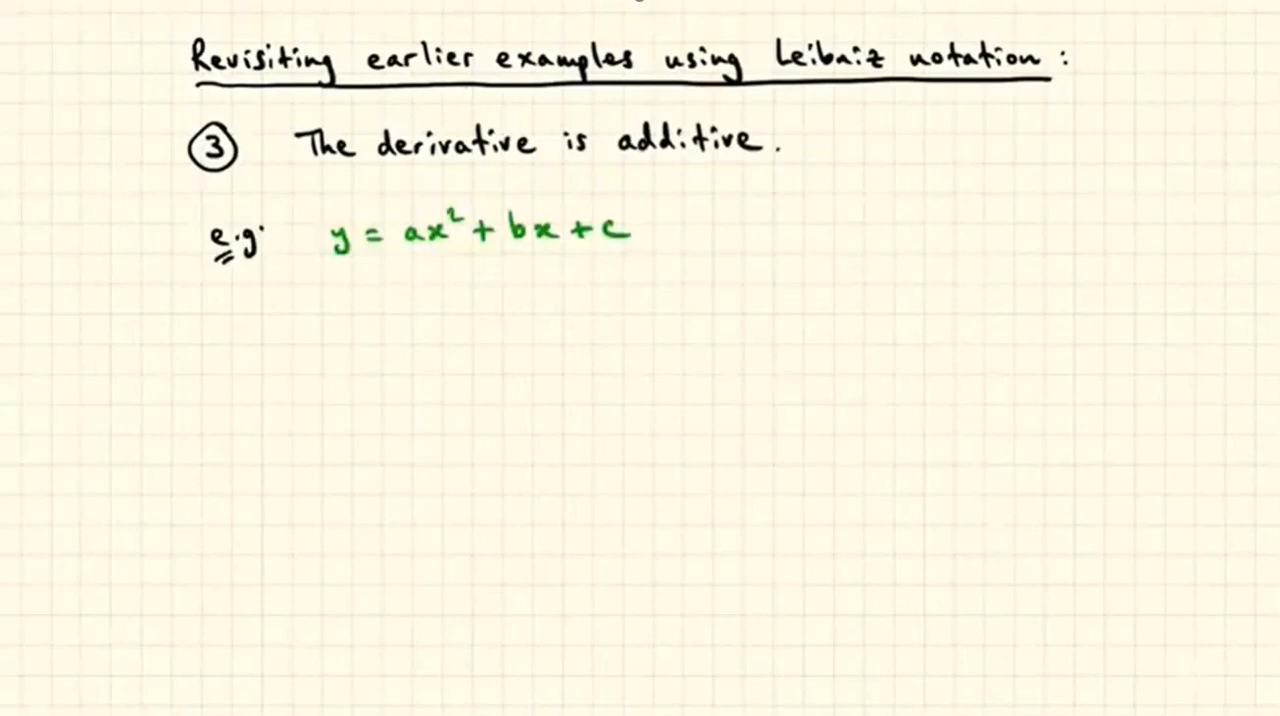 Revisiting earlier examples using Leibniz notation :
③ The derivative is additive.
e.g. y = ax² + bx + c